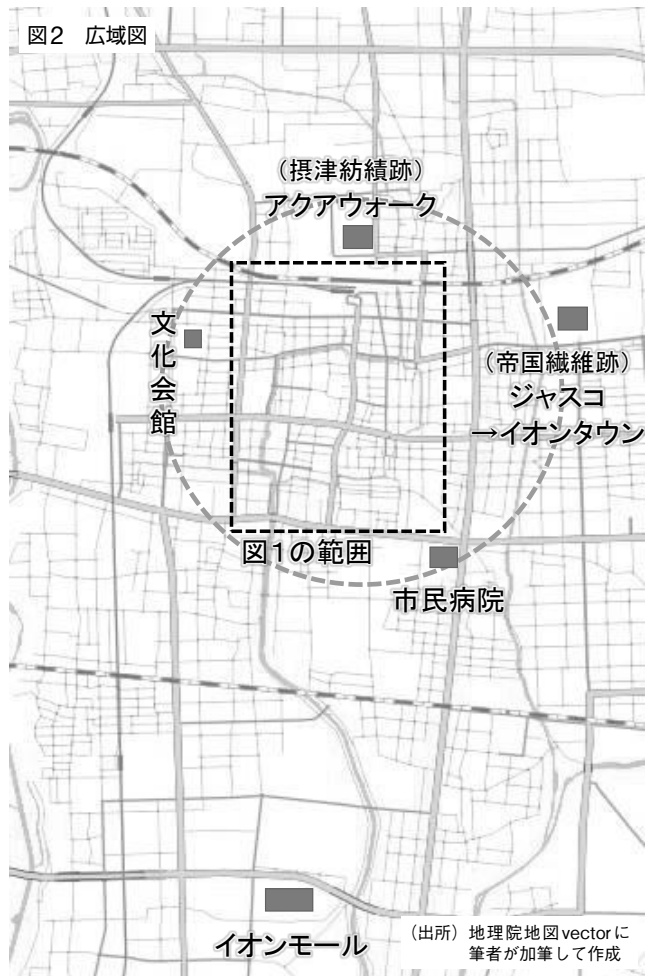 図2 広域図
（摂津紡績跡）
アクアウォーク
文化会館
（帝国繊維跡）
ジャスコ
→イオンタウン
図1の範囲
市民病院
イオンモール
（出所）地理院地図vectorに
筆者が加筆して作成